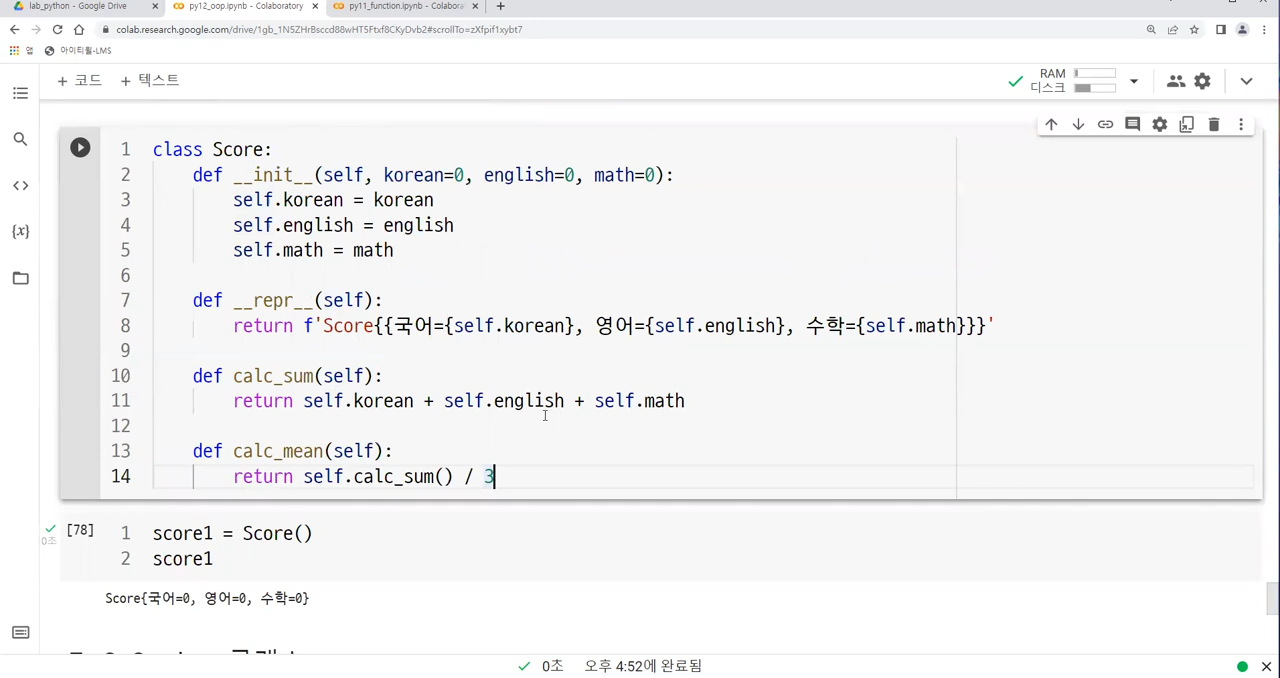 lab_python - Google Drive
py12_oop.ipynb - Colaboratory
py11_function.ipynb - Colabora
colab.research.google.com/drive/1gb_1N5ZHrBsccd88wHT5Ftxf8CKyDvb2#scrollTo=zXfpif1xybt7
앱 아이티윌-LMS
+ 코드 + 텍스트
RAM
디스크
1 class Score:
2 def __init__(self, korean=0, english=0, math=0):
3 self.korean = korean
4 self.english = english
5 self.math = math
6
7 def __repr__(self):
8 return f'Score{{국어={self.korean}, 영어={self.english}, 수학={self.math}}}'
9
10 def calc_sum(self):
11 return self.korean + self.english + self.math
12
13 def calc_mean(self):
14 return self.calc_sum() / 3
[78] 1 score1 = Score()
0초
2 score1
Score{국어=0, 영어=0, 수학=0}
0초 오후 4:52에 완료됨